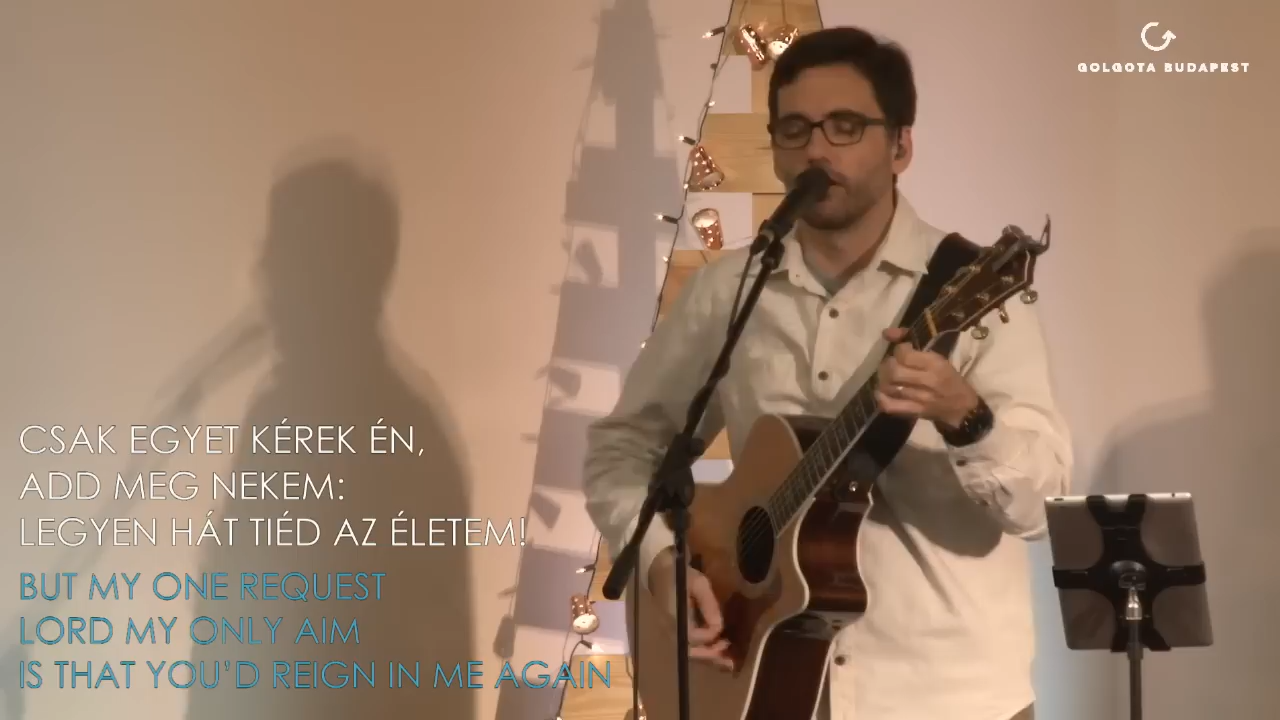 GOLGOTA BUDAPEST
CSAK EGYET KÉREK ÉN,
ADD MEG NEKEM:
LEGYEN HÁT TIÉD AZ ÉLETEM!
BUT MY ONE REQUEST
LORD MY ONLY AIM
IS THAT YOU'D REIGN IN ME AGAIN